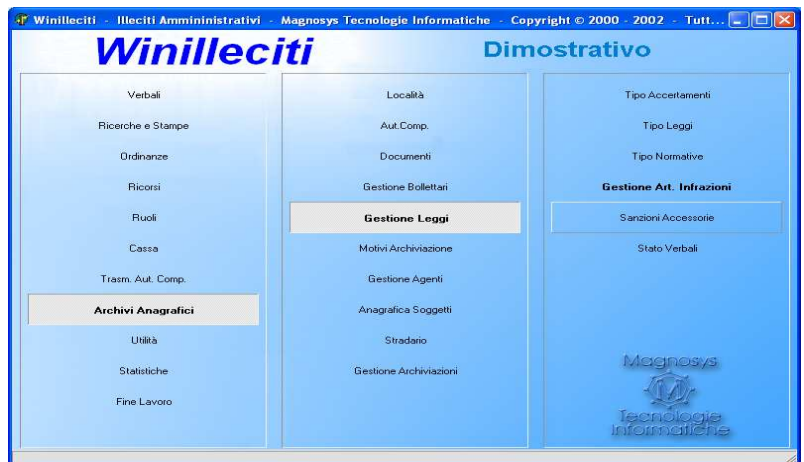 Winilleciti - Illeciti Ammininistrativi - Magnosys Tecnologie Informatiche - Copyright © 2000 - 2002 - Tutt...
Winilleciti
Dimostrativo
Verbali
Ricerche e Stampe
Ordinanze
Ricorsi
Ruoli
Cassa
Trasm. Aut. Comp.
Archivi Anagrafici
Utilità
Statistiche
Fine Lavoro
Località
Aut.Comp.
Documenti
Gestione Bollettari
Gestione Leggi
Motivi Archiviazione
Gestione Agenti
Anagrafica Soggetti
Stradario
Gestione Archiviazioni
Tipo Accertamenti
Tipo Leggi
Tipo Normative
Gestione Art. Infrazioni
Sanzioni Accessorie
Stato Verbali
Magnosys
M
Tecnologie
Informatiche